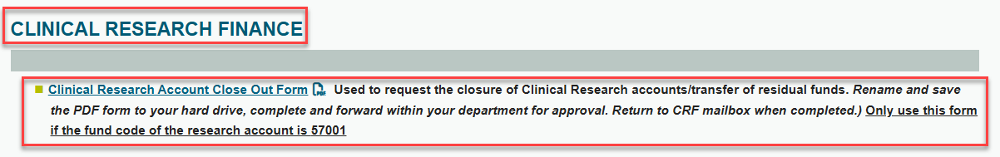 CLINICAL RESEARCH FINANCE
Clinical Research Account Close Out Form PDF Used to request the closure of Clinical Research accounts/transfer of residual funds. Rename and save
the PDF form to your hard drive, complete and forward within your department for approval. Return to CRF mailbox when completed.) Only use this form
if the fund code of the research account is 57001